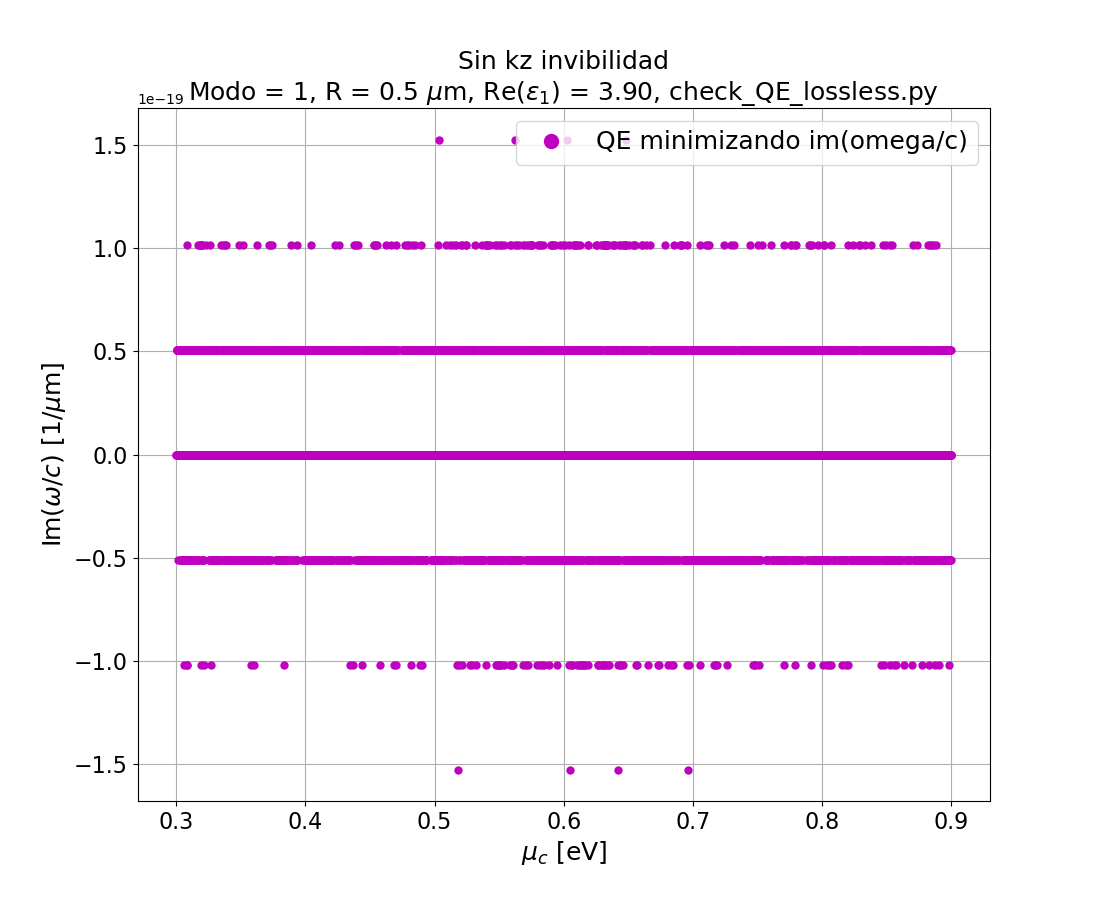 Sin kz invibilidad
Modo = 1, R = 0.5 μm, Re(ε₁) = 3.90, check_QE_lossless.py
1e−19
QE minimizando im(omega/c)
1.5
1.0
0.5
0.0
−0.5
−1.0
−1.5
Im(ω/c) [1/μm]
0.3 0.4 0.5 0.6 0.7 0.8 0.9
μ_c [eV]